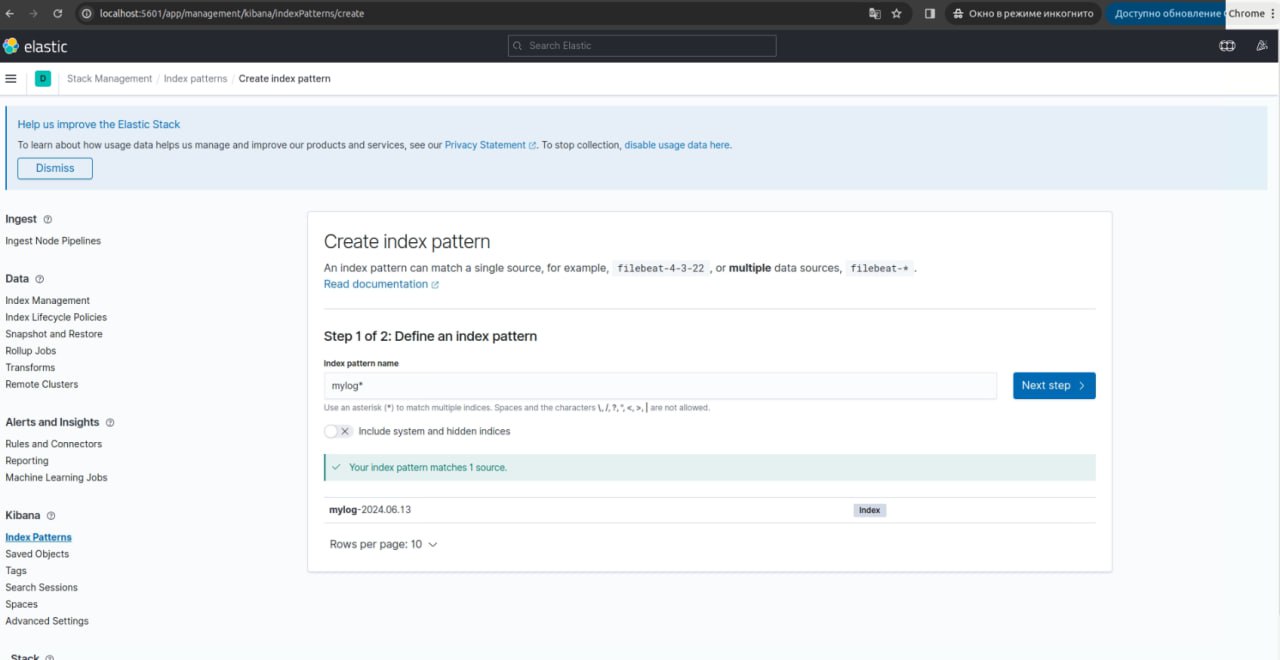 localhost:5601/app/management/kibana/indexPatterns/create
Окно в режиме инкогнито
Доступно обновление
Chrome
elastic
Search Elastic
D
Stack Management / Index patterns / Create index pattern
Help us improve the Elastic Stack
To learn about how usage data helps us manage and improve our products and services, see our Privacy Statement. To stop collection, disable usage data here.
Dismiss
Ingest
Ingest Node Pipelines
Data
Index Management
Index Lifecycle Policies
Snapshot and Restore
Rollup Jobs
Transforms
Remote Clusters
Alerts and Insights
Rules and Connectors
Reporting
Machine Learning Jobs
Kibana
Index Patterns
Saved Objects
Tags
Search Sessions
Spaces
Advanced Settings
Stack
Create index pattern
An index pattern can match a single source, for example, filebeat-4-3-22 , or multiple data sources, filebeat-* .
Read documentation
Step 1 of 2: Define an index pattern
Index pattern name
mylog*
Next step
Use an asterisk (*) to match multiple indices. Spaces and the characters \, /, ?, ", <, >, | are not allowed.
Include system and hidden indices
Your index pattern matches 1 source.
mylog-2024.06.13
Index
Rows per page: 10